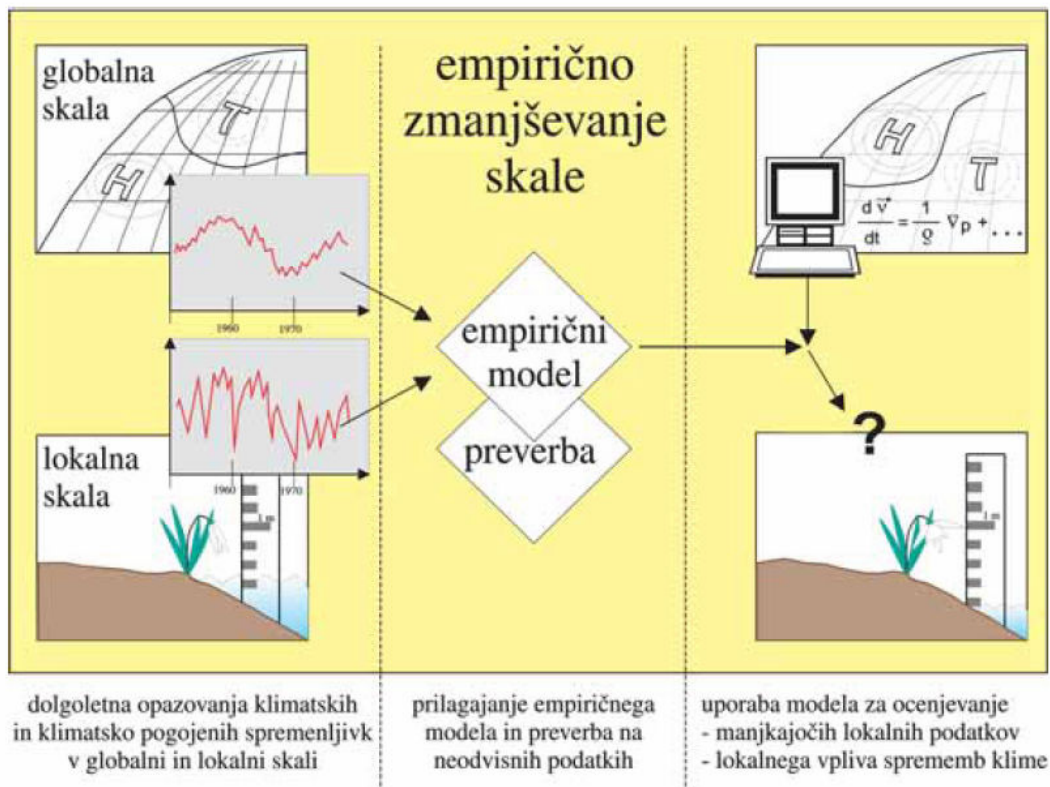 globalna
skala
T
H
1960
1970
lokalna
skala
1960
1970
1 m
empirično
zmanjševanje
skale
empirični
model
preverba
H
T
d v⃗ / dt = 1 / ρ ∇p + . . .
?
1 m
dolgoletna opazovanja klimatskih
in klimatsko pogojenih spremenljivk
v globalni in lokalni skali
prilagajanje empiričnega
modela in preverba na
neodvisnih podatkih
uporaba modela za ocenjevanje
- manjkajočih lokalnih podatkov
- lokalnega vpliva sprememb klime